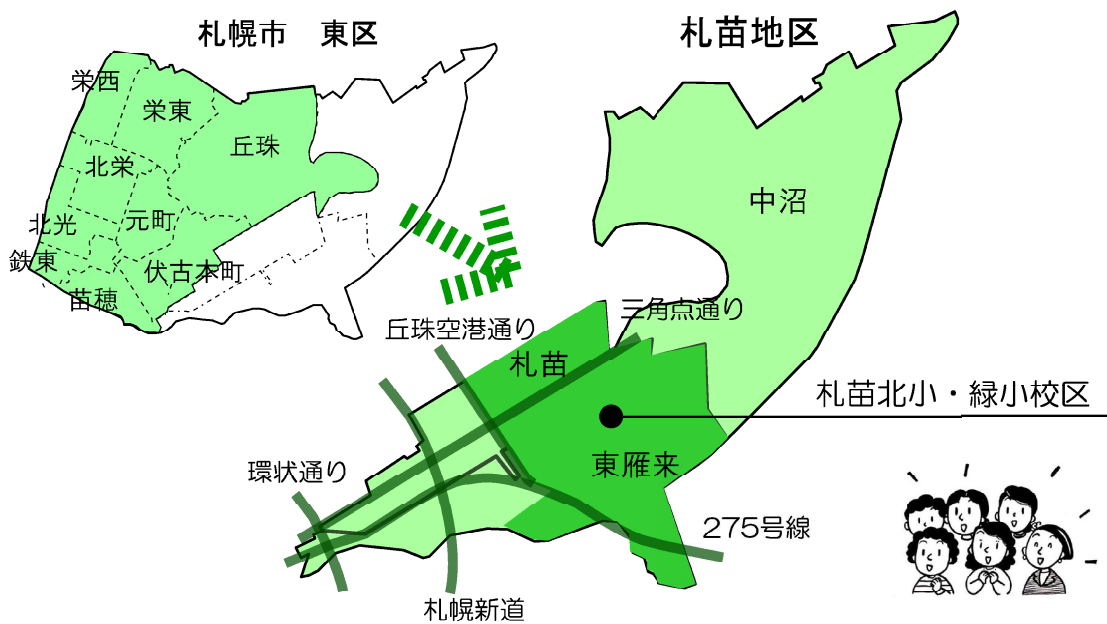 札幌市　東区
札苗地区
栄西
栄東
丘珠
北栄
中沼
北光
元町
鉄東
伏古本町
苗穂
三角点通り
丘珠空港通り
札苗
札苗北小・緑小校区
東雁来
環状通り
275号線
札幌新道